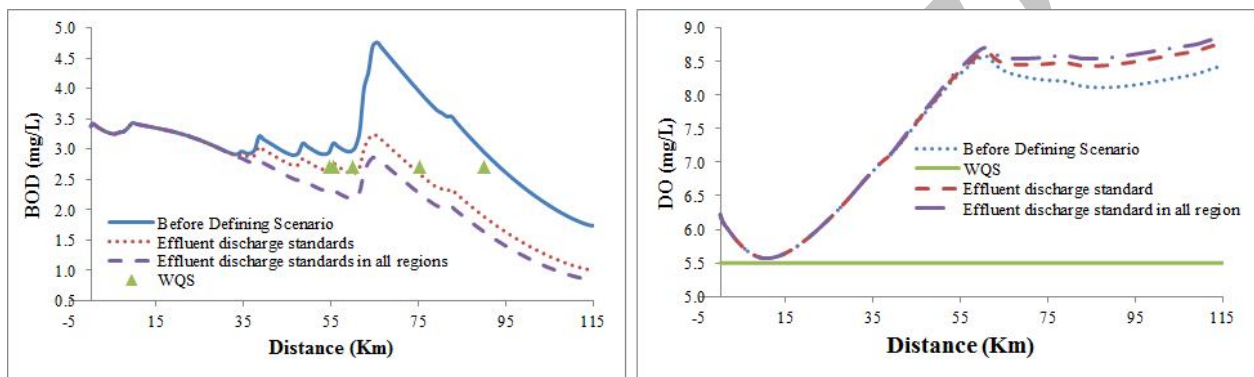 5.0
4.5
4.0
3.5
3.0
2.5
2.0
1.5
1.0
0.5
BOD (mg/L)
Before Defining Scenario
Effluent discharge standards
Effluent discharge standards in all regions
WQS
-5 15 35 55 75 95 115
Distance (Km)
9.0
8.5
8.0
7.5
7.0
6.5
6.0
5.5
5.0
DO (mg/L)
Before Defining Scenario
WQS
Effluent discharge standard
Effluent discharge standard in all region
-5 15 35 55 75 95 115
Distance (Km)